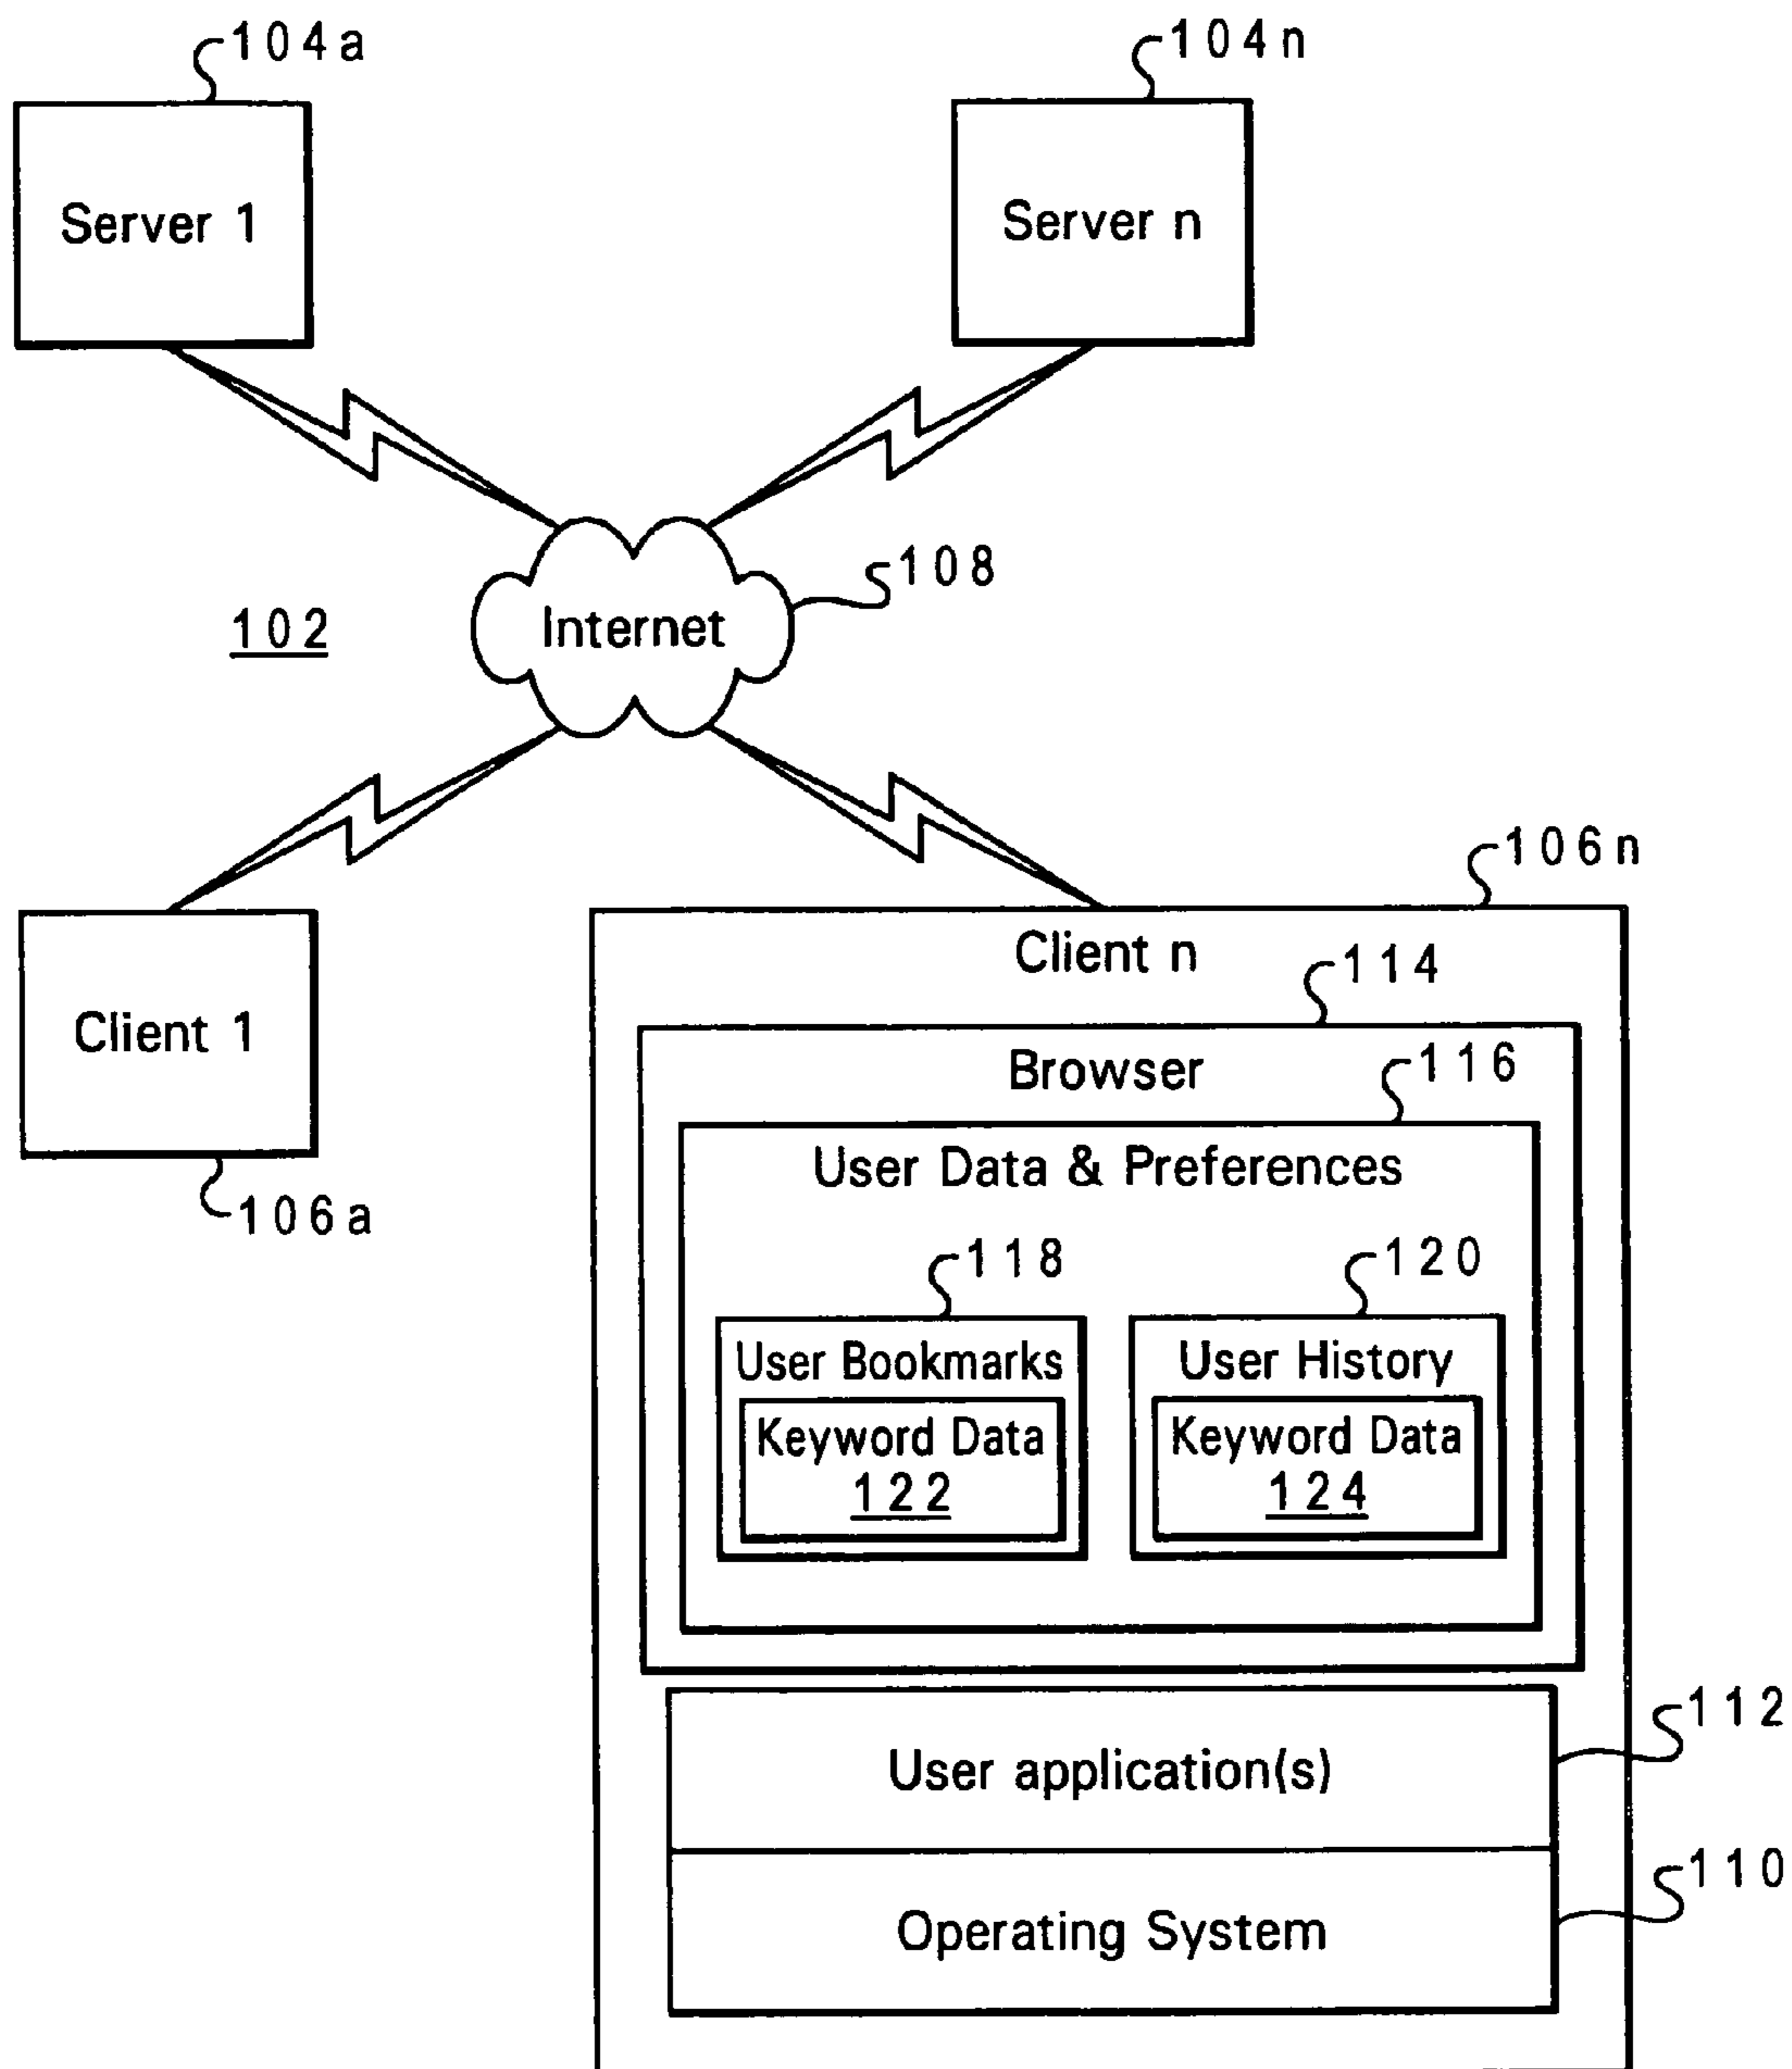 104a
104n
Server 1
Server n
108
102
Internet
106n
Client n
114
Client 1
Browser
116
User Data & Preferences
106a
118
120
User Bookmarks
User History
Keyword Data
122
Keyword Data
124
112
User application(s)
110
Operating System